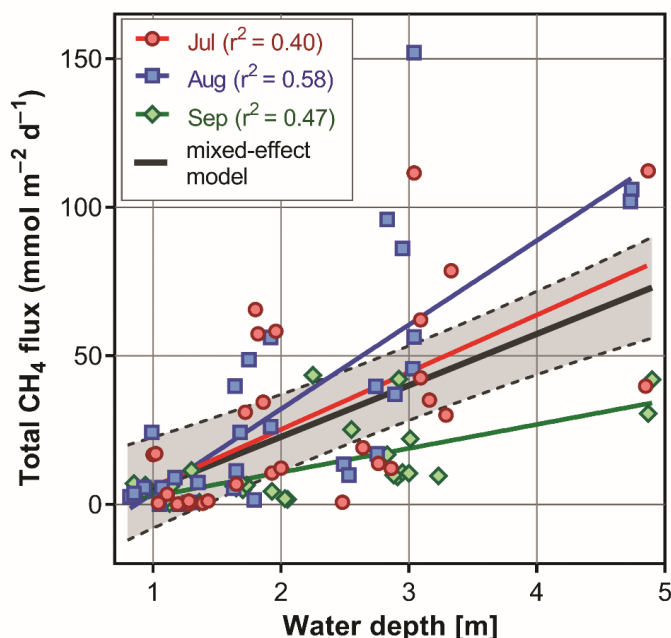 Jul (r² = 0.40)
Aug (r² = 0.58)
Sep (r² = 0.47)
mixed-effect
model
150
100
50
0
Total CH₄ flux (mmol m⁻² d⁻¹)
1 2 3 4 5
Water depth [m]